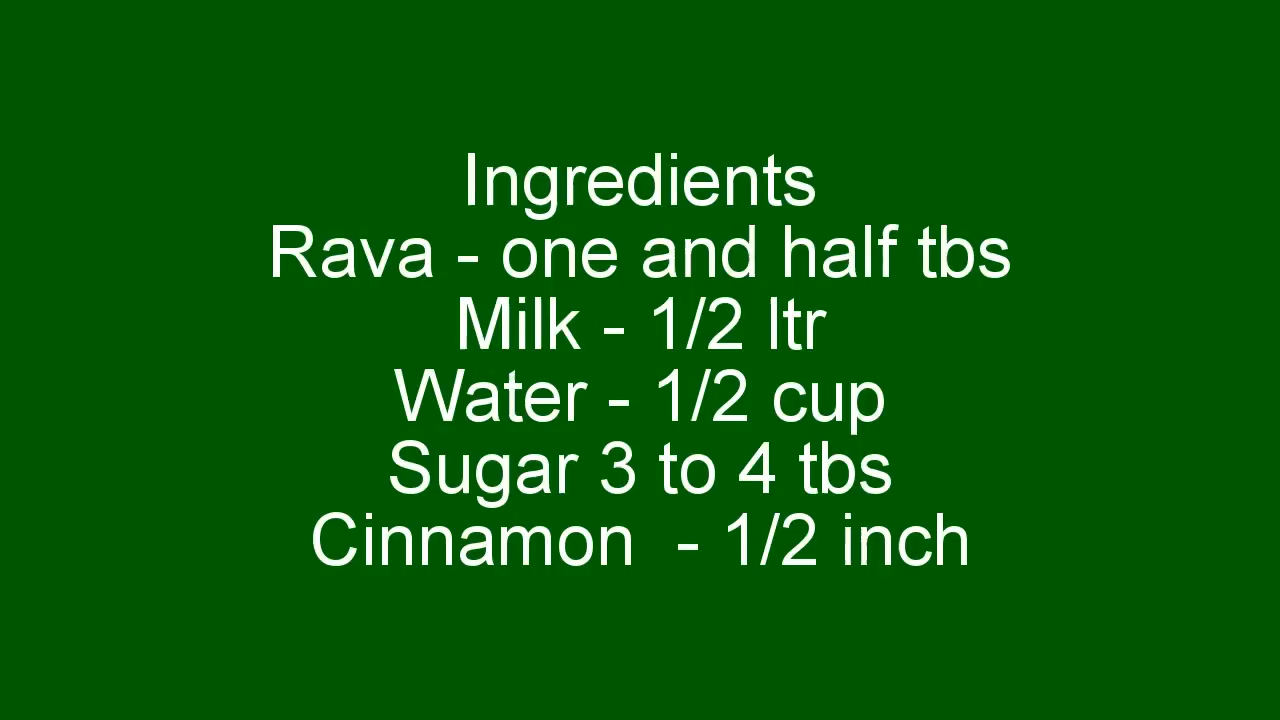 Ingredients
Rava - one and half tbs
Milk - 1/2 ltr
Water - 1/2 cup
Sugar 3 to 4 tbs
Cinnamon  - 1/2 inch